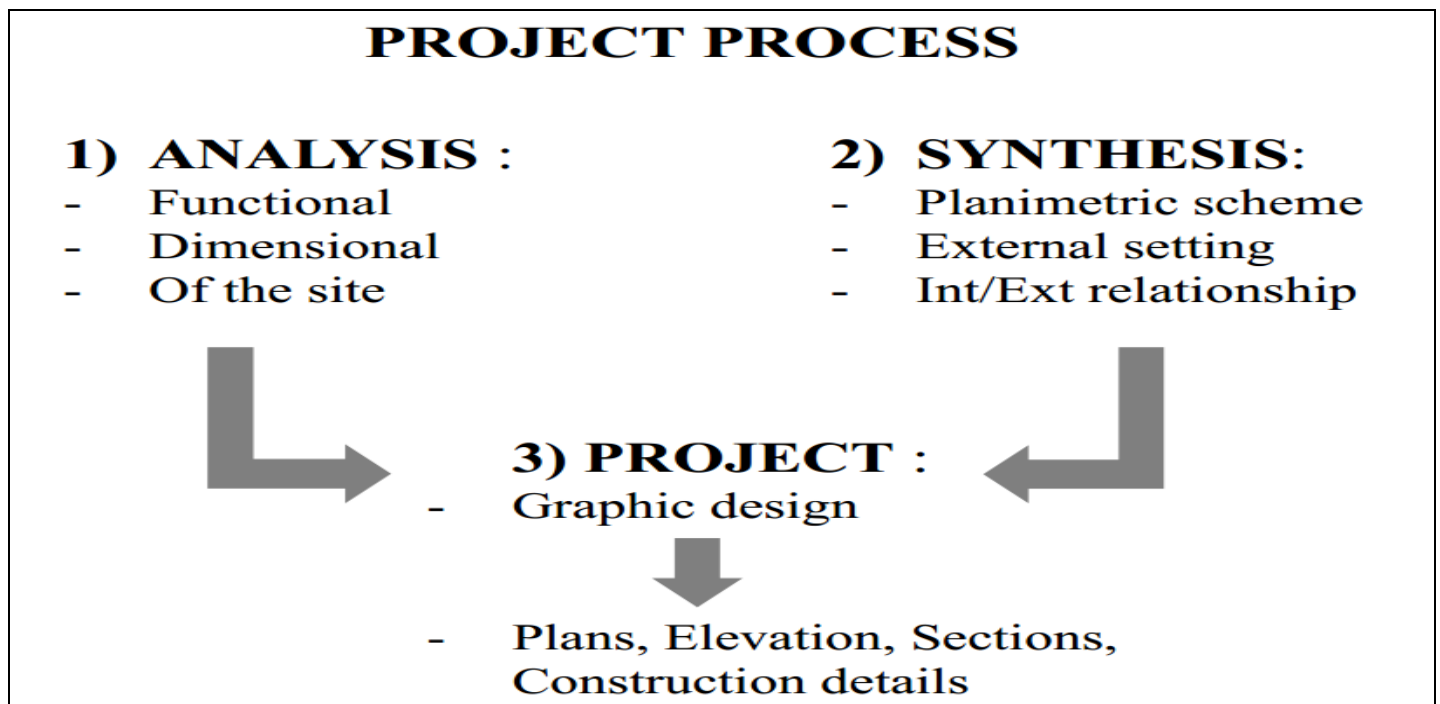 PROJECT PROCESS
1) ANALYSIS :
- Functional
- Dimensional
- Of the site
2) SYNTHESIS:
- Planimetric scheme
- External setting
- Int/Ext relationship
3) PROJECT :
- Graphic design
- Plans, Elevation, Sections,
Construction details